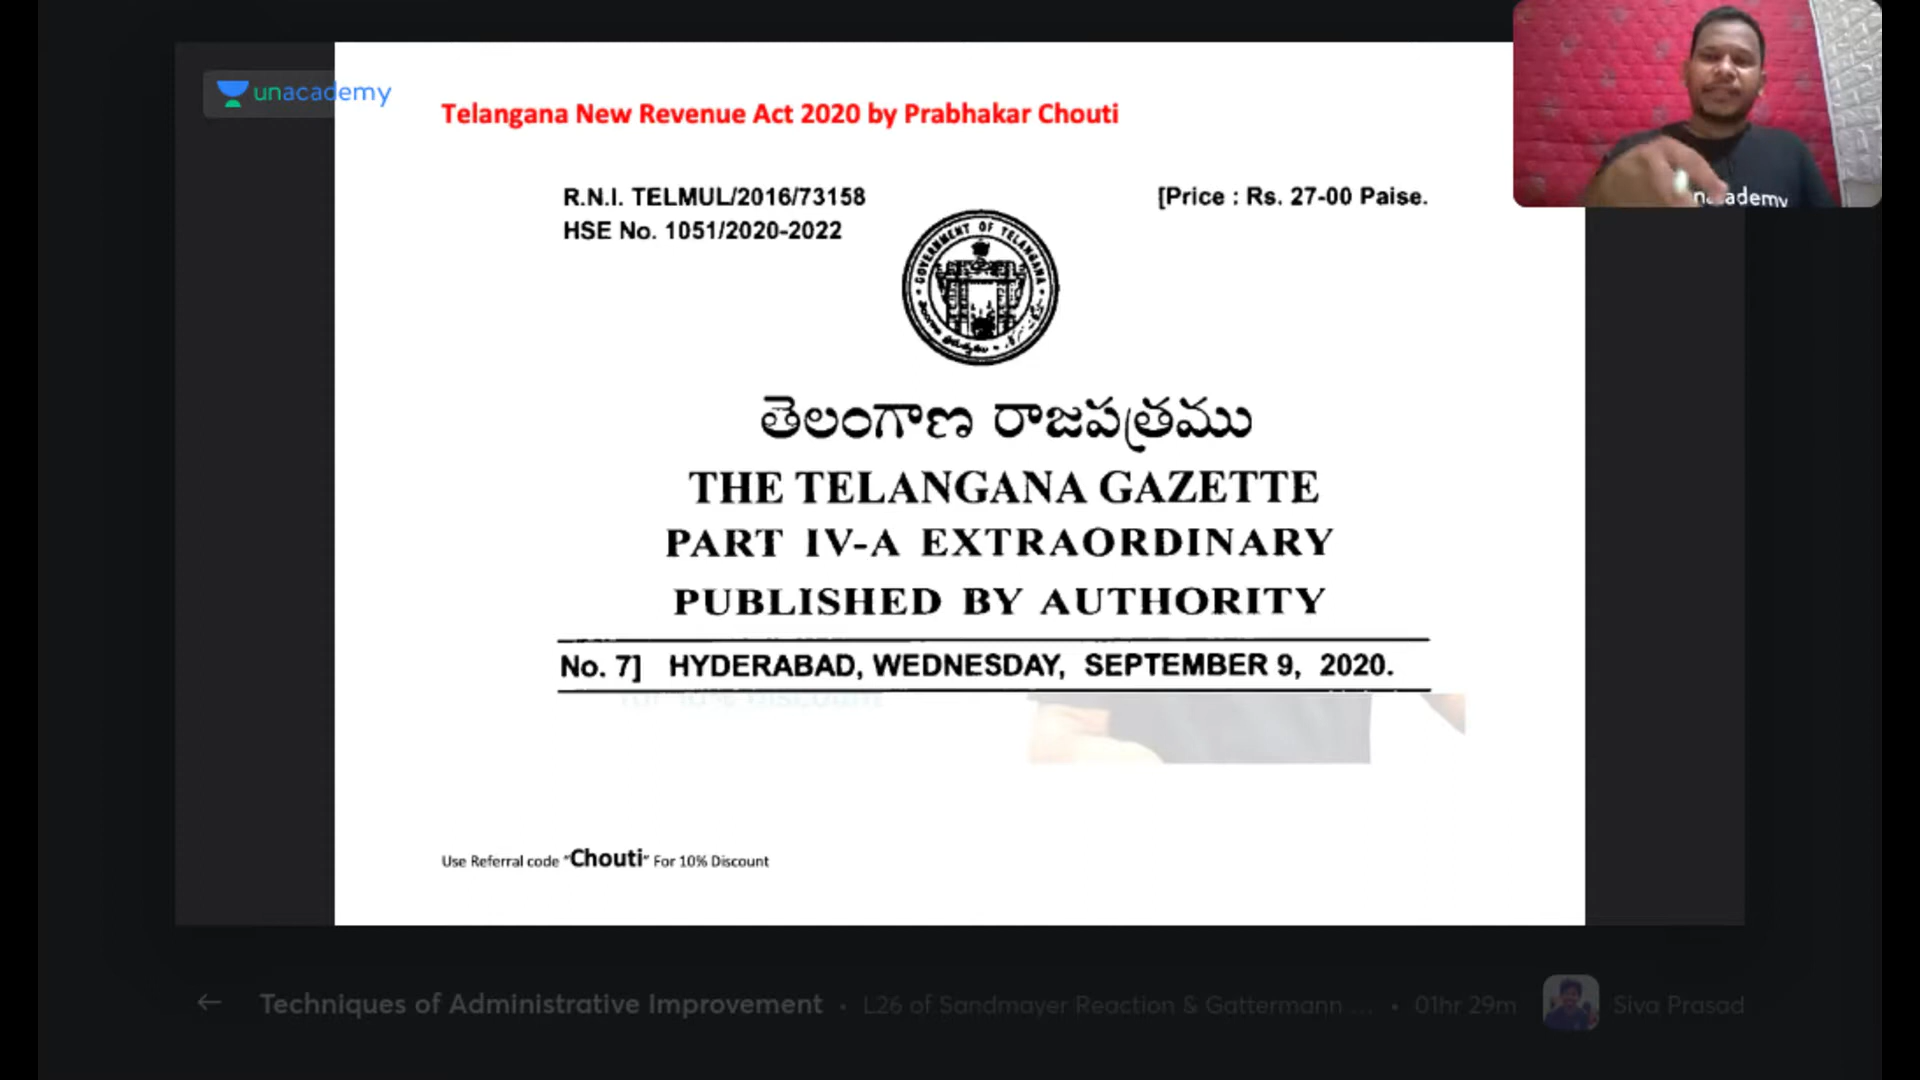 unacademy
Telangana New Revenue Act 2020 by Prabhakar Chouti
R.N.I. TELMUL/2016/73158
HSE No. 1051/2020-2022
[Price : Rs. 27-00 Paise.
GOVERNMENT OF TELANGANA
తెలంగాణ రాజపత్రము
THE TELANGANA GAZETTE
PART IV-A EXTRAORDINARY
PUBLISHED BY AUTHORITY
No. 7] HYDERABAD, WEDNESDAY, SEPTEMBER 9, 2020.
Use Referral code "Chouti" For 10% Discount
Techniques of Administrative Improvement • L26 of Sandmayer Reaction & Gattermann ... • 01hr 29m Siva Prasad